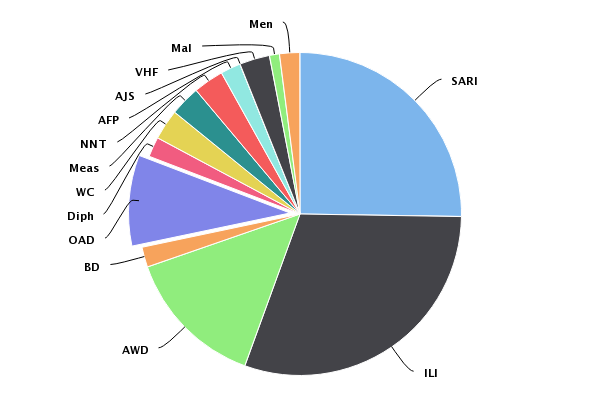 Men
Mal
SARI
VHF
AJS
AFP
NNT
Meas
WC
Diph
OAD
BD
AWD
ILI